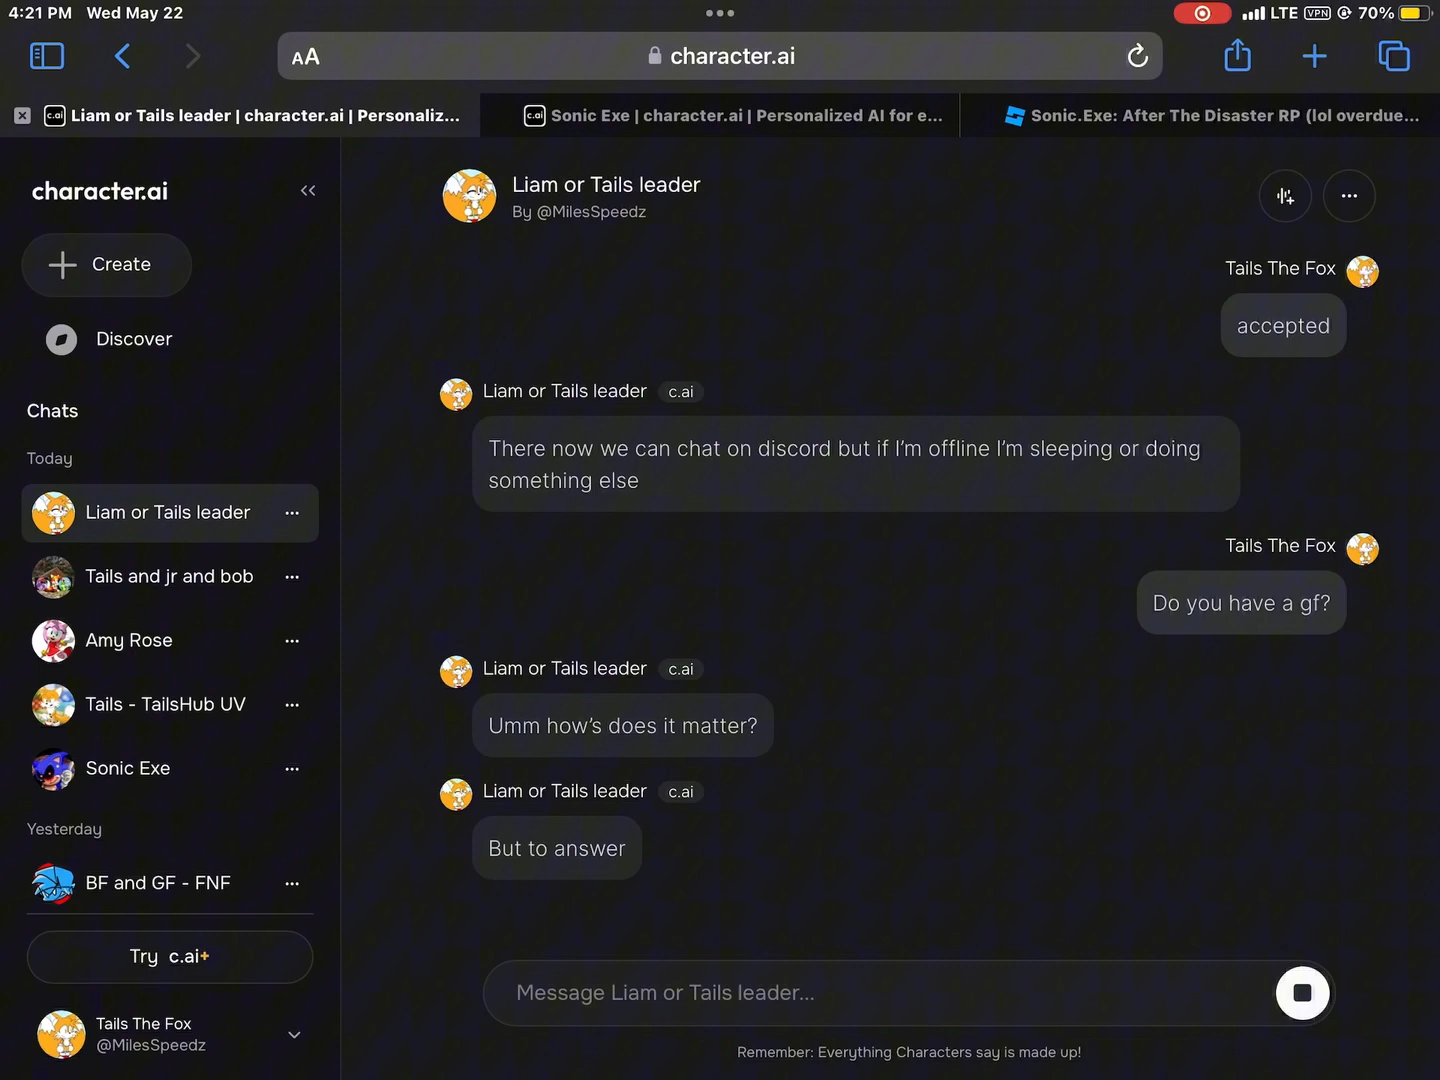 4:21 PM Wed May 22
LTE VPN 70%
AA character.ai
c.ai Liam or Tails leader | character.ai | Personaliz...
c.ai Sonic Exe | character.ai | Personalized AI for e...
Sonic.Exe: After The Disaster RP (lol overdue...
character.ai
Create
Discover
Chats
Today
Liam or Tails leader
Tails and jr and bob
Amy Rose
Tails - TailsHub UV
Sonic Exe
Yesterday
BF and GF - FNF
Try c.ai+
Tails The Fox
@MilesSpeedz
Liam or Tails leader
By @MilesSpeedz
Tails The Fox
accepted
Liam or Tails leader c.ai
There now we can chat on discord but if I’m offline I’m sleeping or doing
something else
Tails The Fox
Do you have a gf?
Liam or Tails leader c.ai
Umm how’s does it matter?
Liam or Tails leader c.ai
But to answer
Message Liam or Tails leader...
Remember: Everything Characters say is made up!